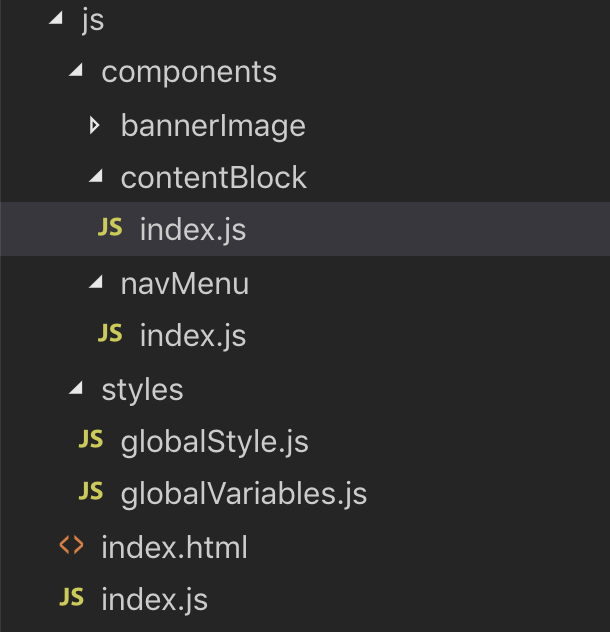 js
components
bannerImage
contentBlock
JS index.js
navMenu
JS index.js
styles
JS globalStyle.js
JS globalVariables.js
<> index.html
JS index.js